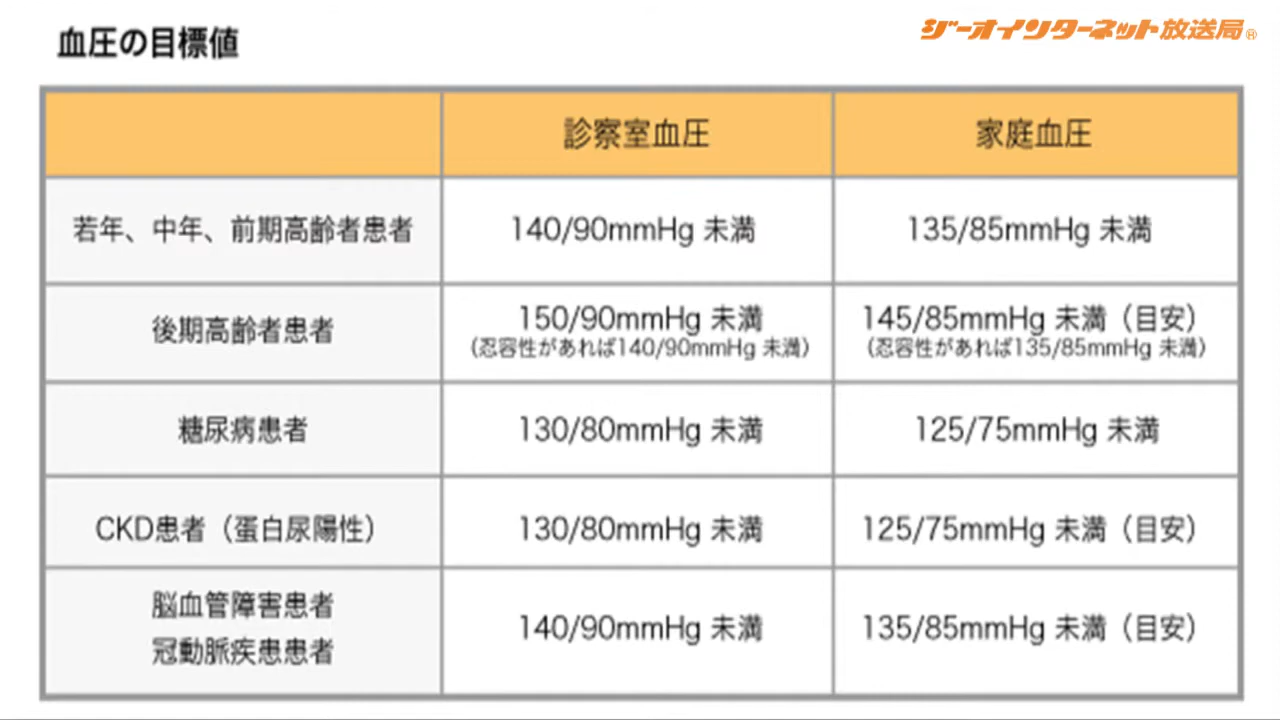 血圧の目標値
ジーオインターネット放送局
診察室血圧
家庭血圧
若年、中年、前期高齢者患者
140/90mmHg 未満
135/85mmHg 未満
後期高齢者患者
150/90mmHg 未満
(忍容性があれば140/90mmHg 未満)
145/85mmHg 未満（目安）
(忍容性があれば135/85mmHg 未満)
糖尿病患者
130/80mmHg 未満
125/75mmHg 未満
CKD患者（蛋白尿陽性）
130/80mmHg 未満
125/75mmHg 未満（目安）
脳血管障害患者
冠動脈疾患患者
140/90mmHg 未満
135/85mmHg 未満（目安）